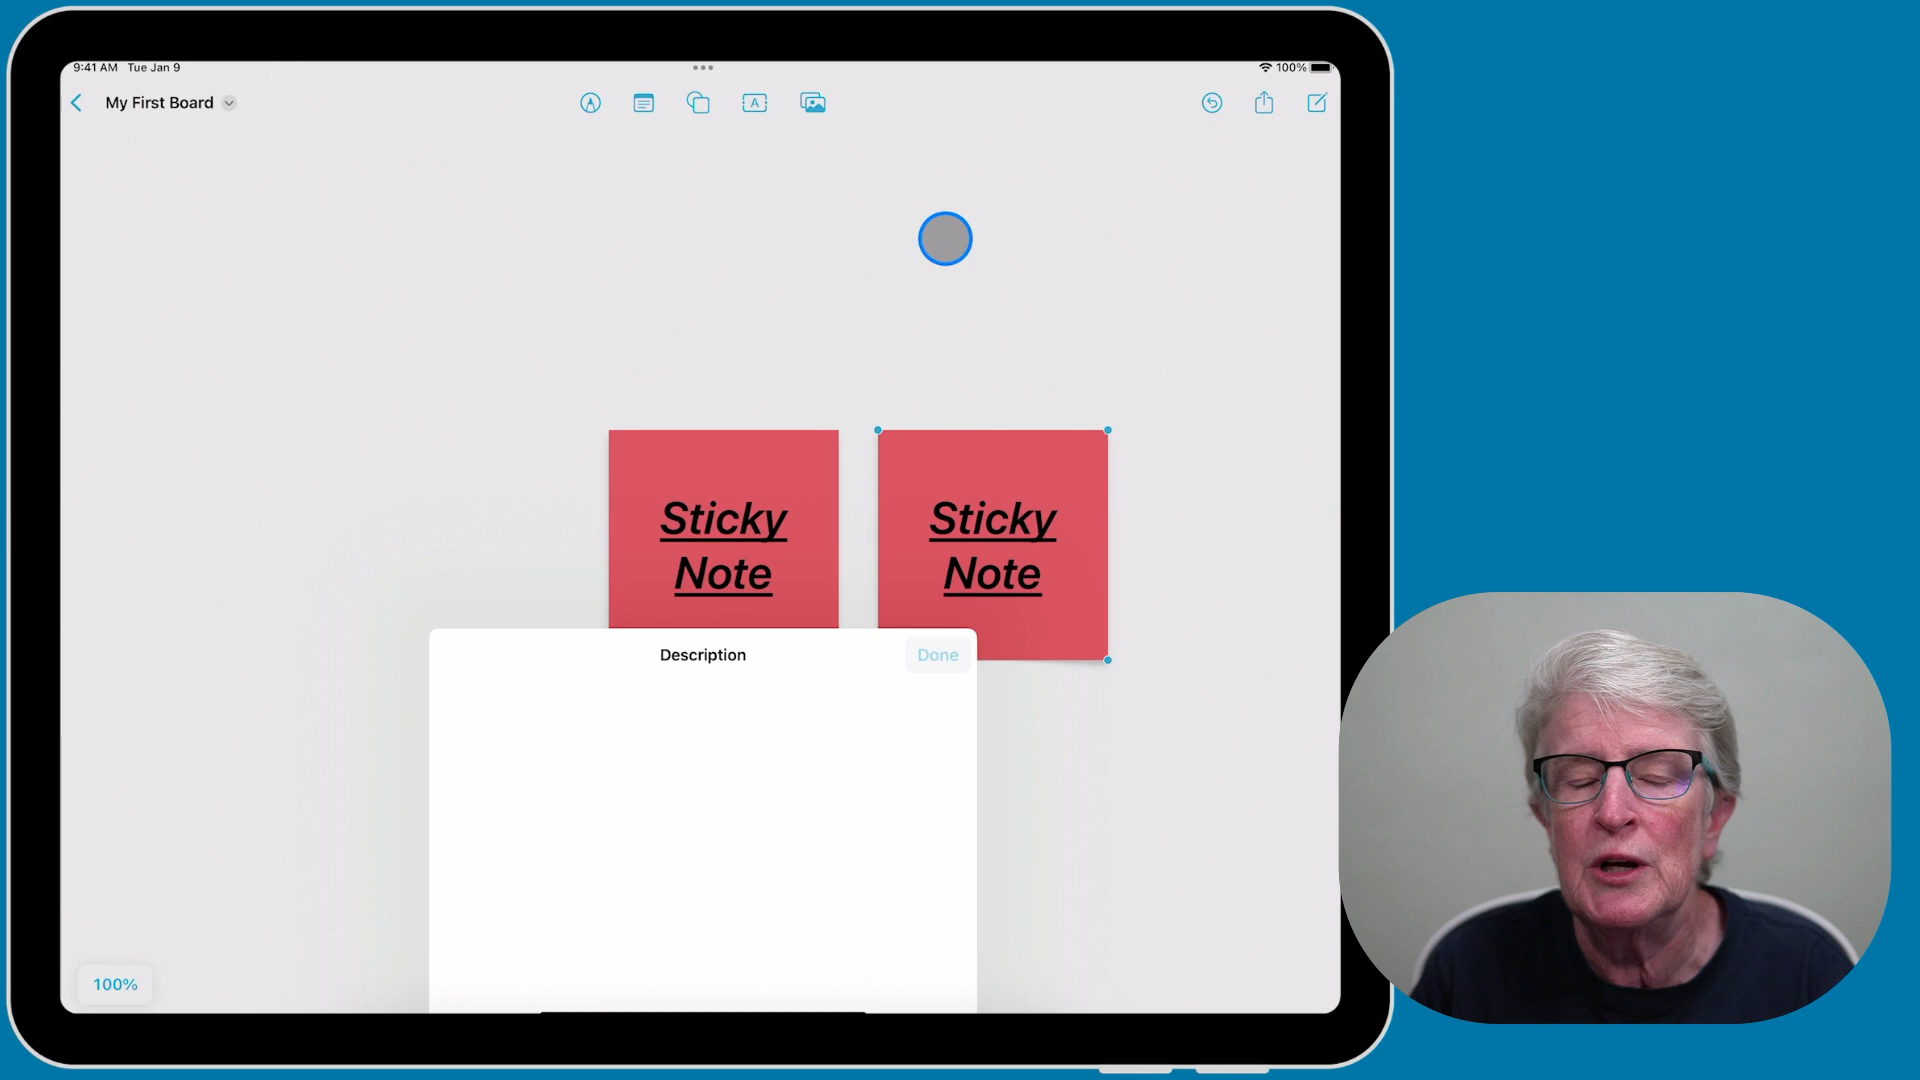 9:41 AM Tue Jan 9
100%
My First Board
A
Sticky
Note
Sticky
Note
Description
Done
100%